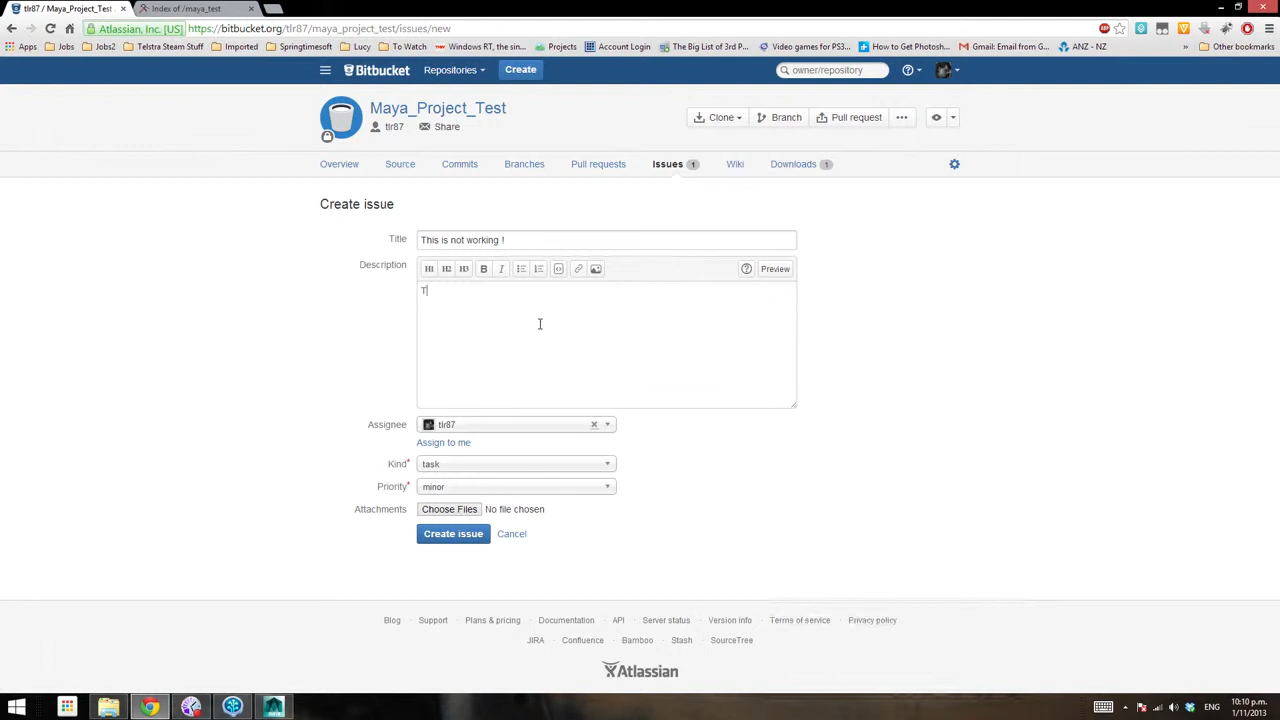 tlr87 / Maya_Project_Test
Index of /maya_test
Atlassian, Inc. [US]
https://bitbucket.org/tlr87/maya_project_test/issues/new
Apps
Jobs
Jobs2
Telstra Steam Stuff
Imported
Springtimesoft
Lucy
To Watch
Windows RT, the sin...
Projects
Account Login
The Big List of 3rd P...
Video games for PS3...
How to Get Photosh...
Gmail: Email from G...
ANZ - NZ
»
Other bookmarks
Bitbucket
Repositories
Create
owner/repository
Maya_Project_Test
tlr87
Share
Clone
Branch
Pull request
Overview
Source
Commits
Branches
Pull requests
Issues 1
Wiki
Downloads 1
Create issue
Title
This is not working !
Description
H1 H2 H3 B I
Preview
T
Assignee
tlr87
Assign to me
Kind*
task
Priority*
minor
Attachments
Choose Files No file chosen
Create issue
Cancel
Blog · Support · Plans & pricing · Documentation · API · Server status · Version info · Terms of service · Privacy policy
JIRA · Confluence · Bamboo · Stash · SourceTree
Atlassian
ENG
10:10 p.m.
1/11/2013